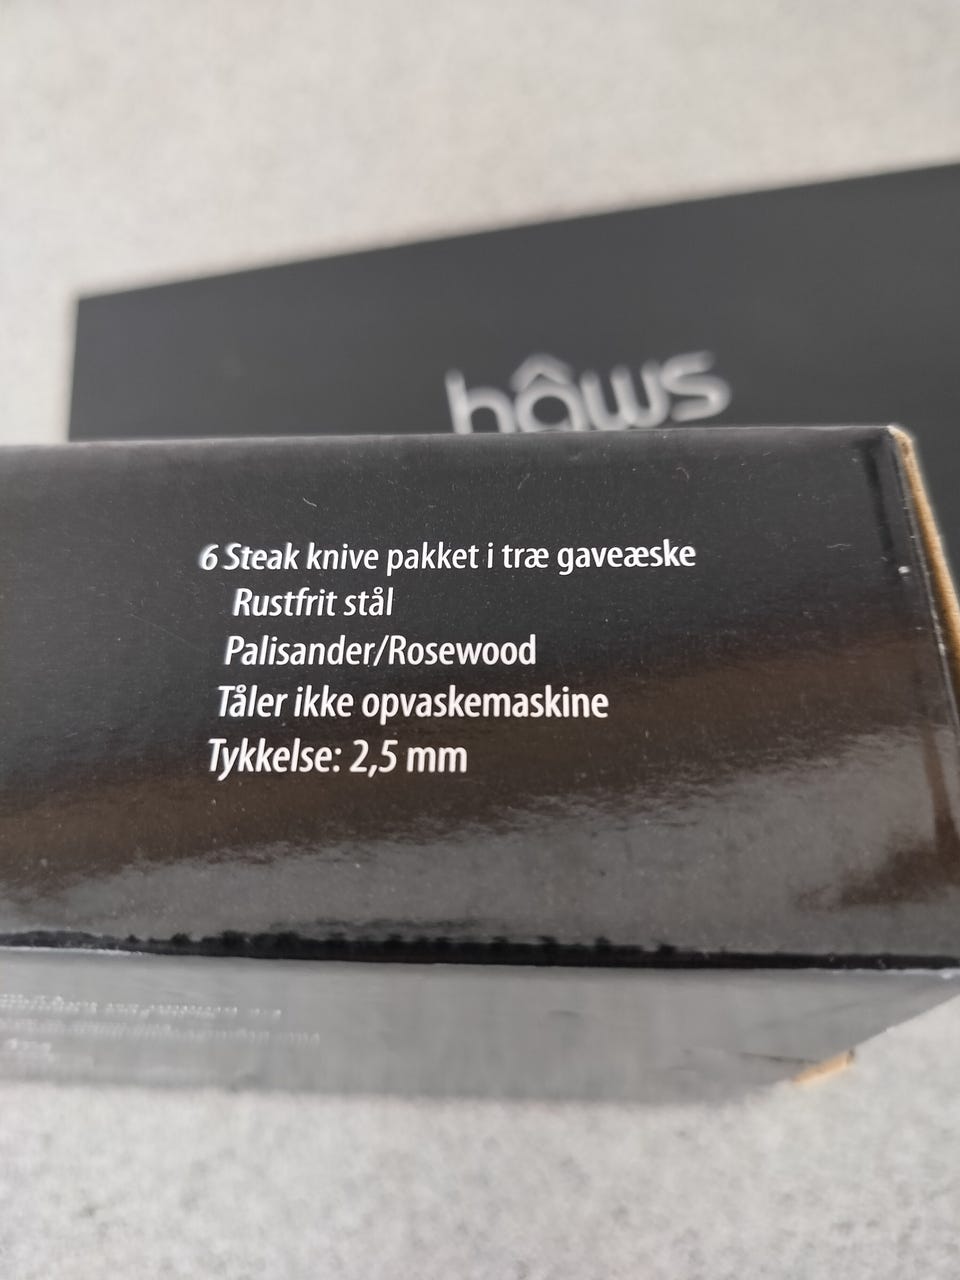 hâws
6 Steak knive pakket i træ gaveæske
Rustfrit stål
Palisander/Rosewood
Tåler ikke opvaskemaskine
Tykkelse: 2,5 mm